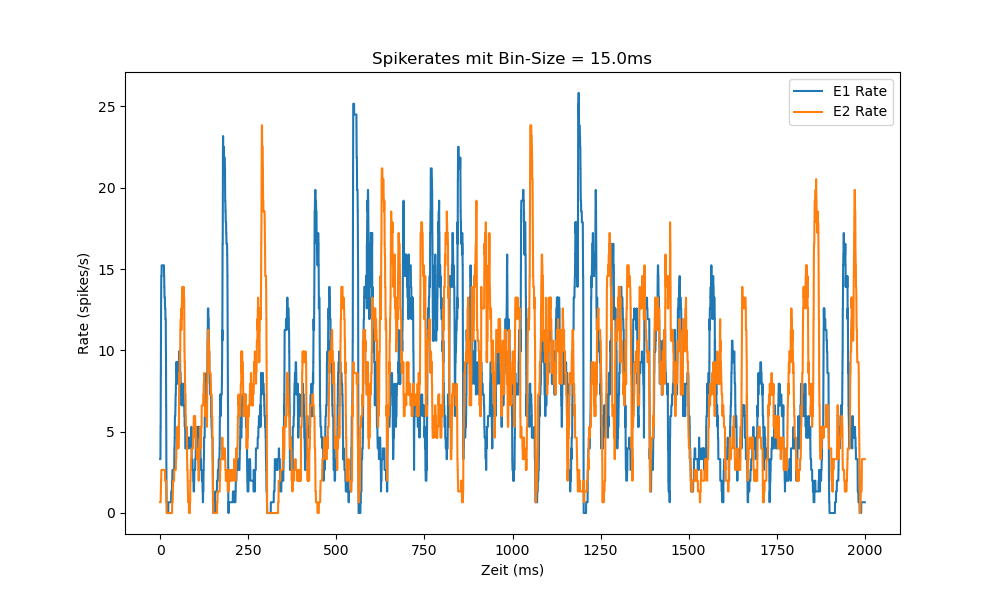 Spikerates mit Bin-Size = 15.0ms
E1 Rate
E2 Rate
Rate (spikes/s)
25
20
15
10
5
0
0 250 500 750 1000 1250 1500 1750 2000
Zeit (ms)